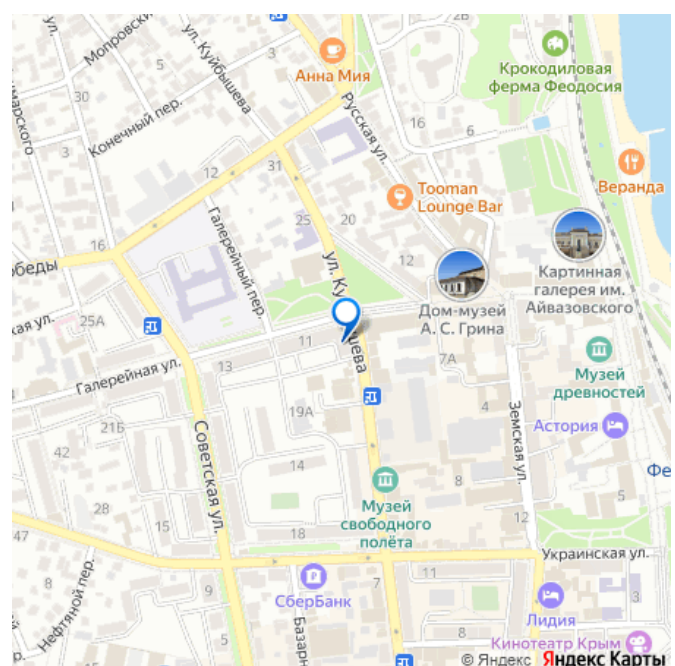 Мопровский
ул.
ул. Куйбышева
Анна Мия
2Б
Крокодиловая
ферма Феодосия
30
3
Конечный пер.
Русская ул.
16
6
12
31
Tooman
Lounge Bar
Веранда
16
25
20
Галерейный пер.
12
Картинная
галерея им.
Айвазовского
Дом-музей
А. С. Грина
25А
11
13
7А
Галерейная ул.
Музей
древностей
19А
4
21Б
Астория
Земская ул.
42
Советская ул.
14
5
28
Музей
свободного
полёта
12
47
15
18
Украинская ул.
Нефтяной пер.
9
СберБанк
7
11
5
Лидия
3
5
8
Кинотеатр Крым
© Яндекс Яндекс Карты